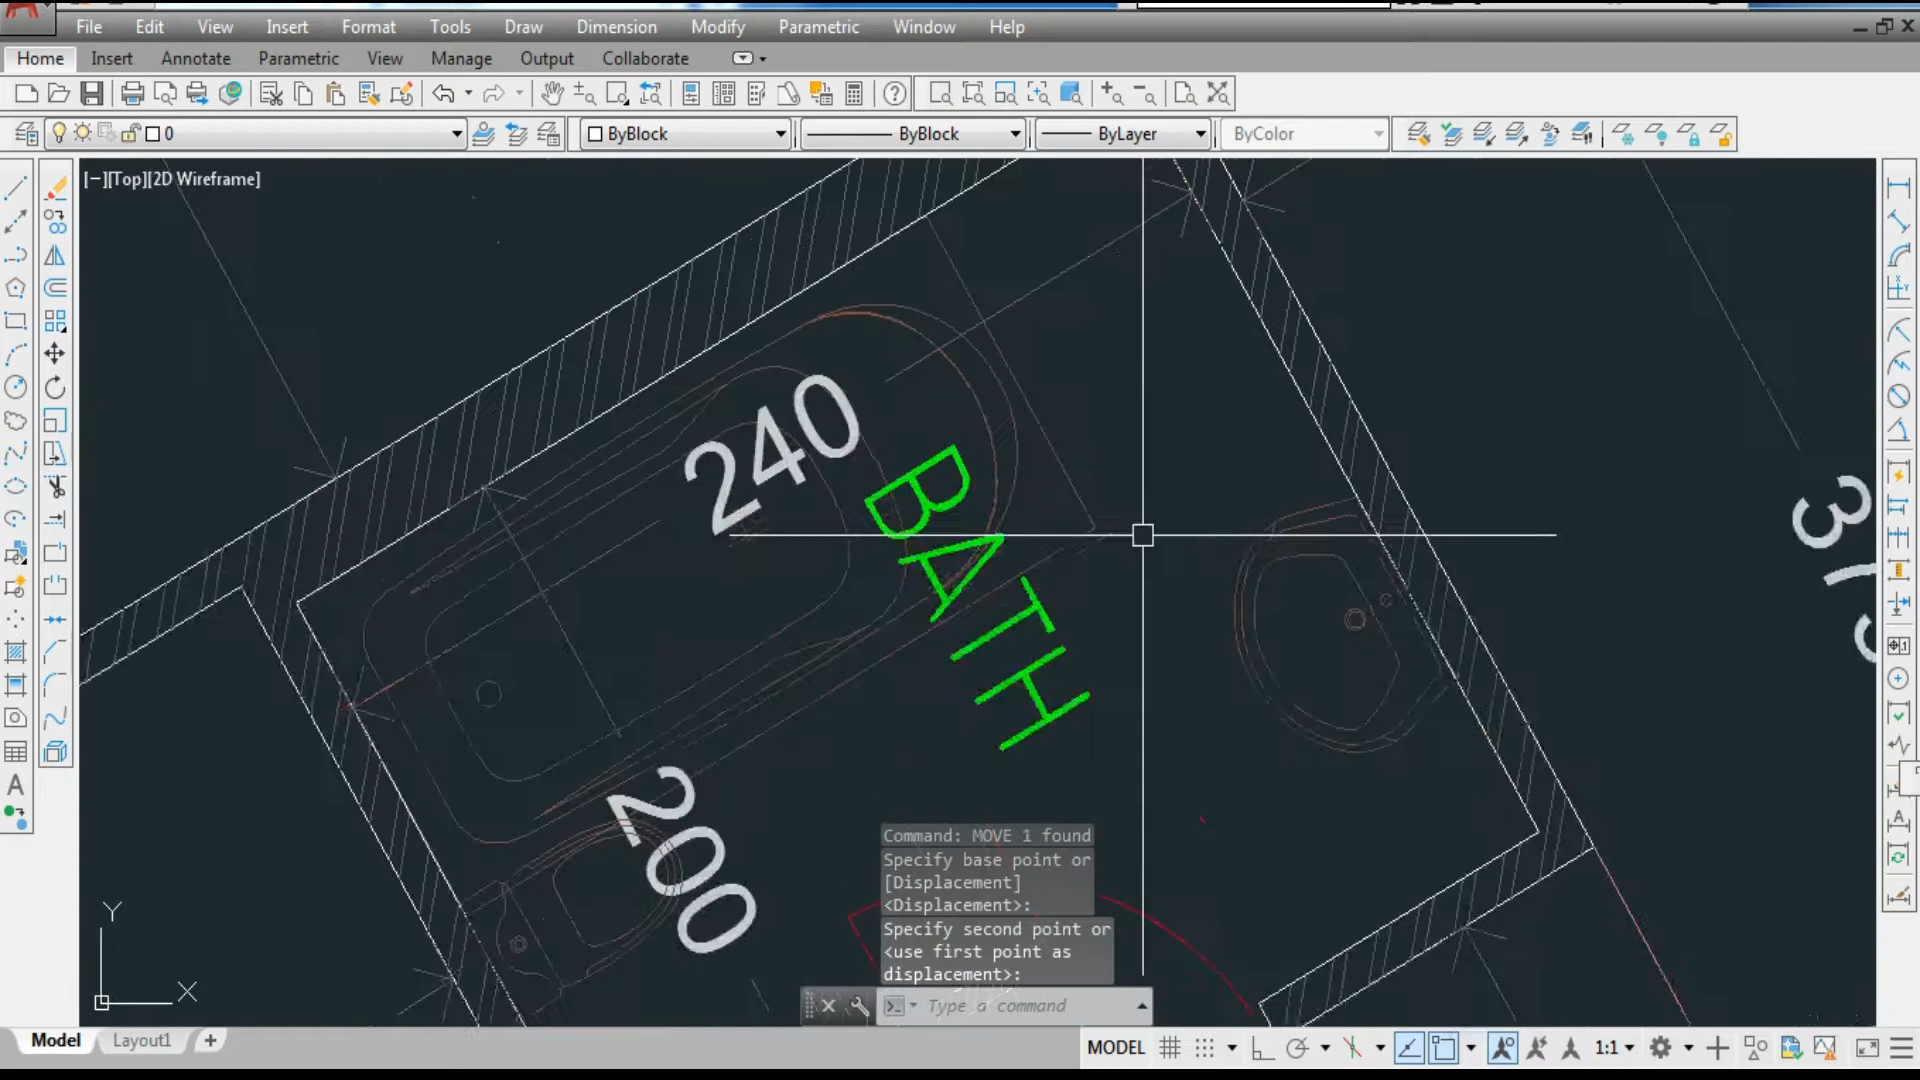 File Edit View Insert Format Tools Draw Dimension Modify Parametric Window Help
Home Insert Annotate Parametric View Manage Output Collaborate
0 ByBlock ByBlock ByLayer ByColor
[−][Top][2D Wireframe]
240
BATH
200
Command: MOVE 1 found
Specify base point or
[Displacement]
<Displacement>:
Specify second point or
<use first point as
displacement>:
Type a command
Y
X
Model Layout1 +
MODEL 1:1